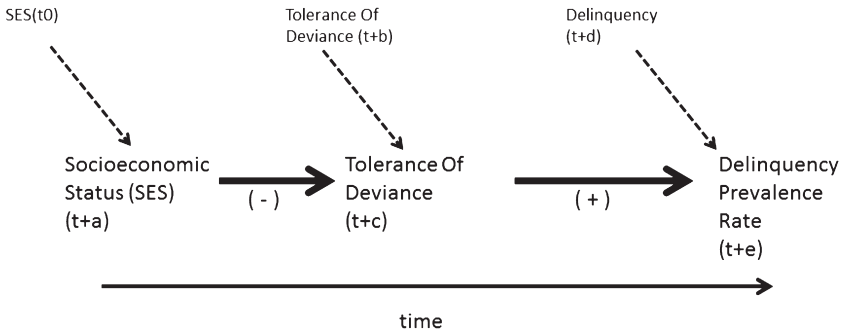 SES(t0)
Tolerance Of
Deviance (t+b)
Delinquency
(t+d)
Socioeconomic
Status (SES)
(t+a)
( - )
Tolerance Of
Deviance
(t+c)
( + )
Delinquency
Prevalence
Rate
(t+e)
time